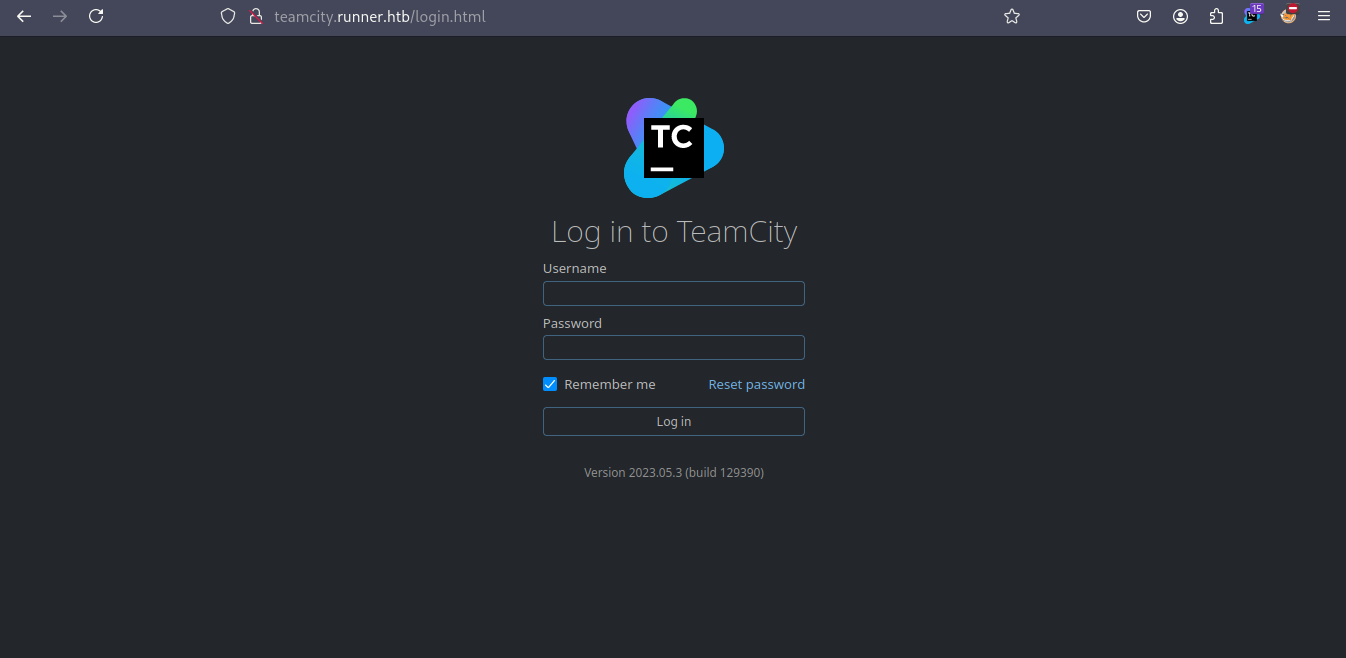 teamcity.runner.htb/login.html
15
TC
Log in to TeamCity
Username
Password
Remember me
Reset password
Log in
Version 2023.05.3 (build 129390)